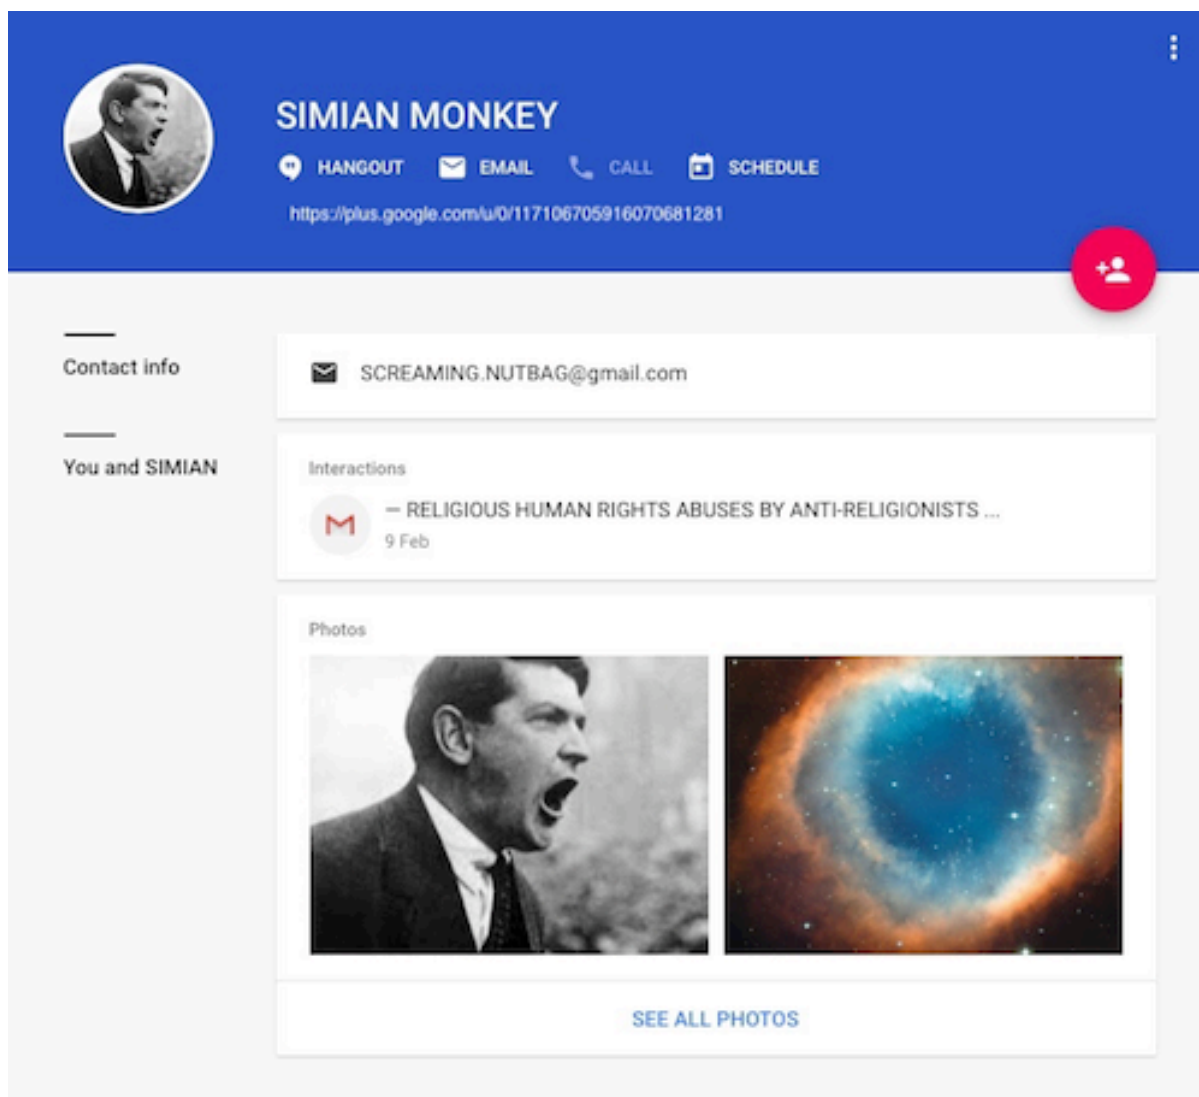 SIMIAN MONKEY
HANGOUT EMAIL CALL SCHEDULE
https://plus.google.com/u/0/117106705916070681281
Contact info
SCREAMING.NUTBAG@gmail.com
You and SIMIAN
Interactions
— RELIGIOUS HUMAN RIGHTS ABUSES BY ANTI-RELIGIONISTS ...
9 Feb
Photos
SEE ALL PHOTOS